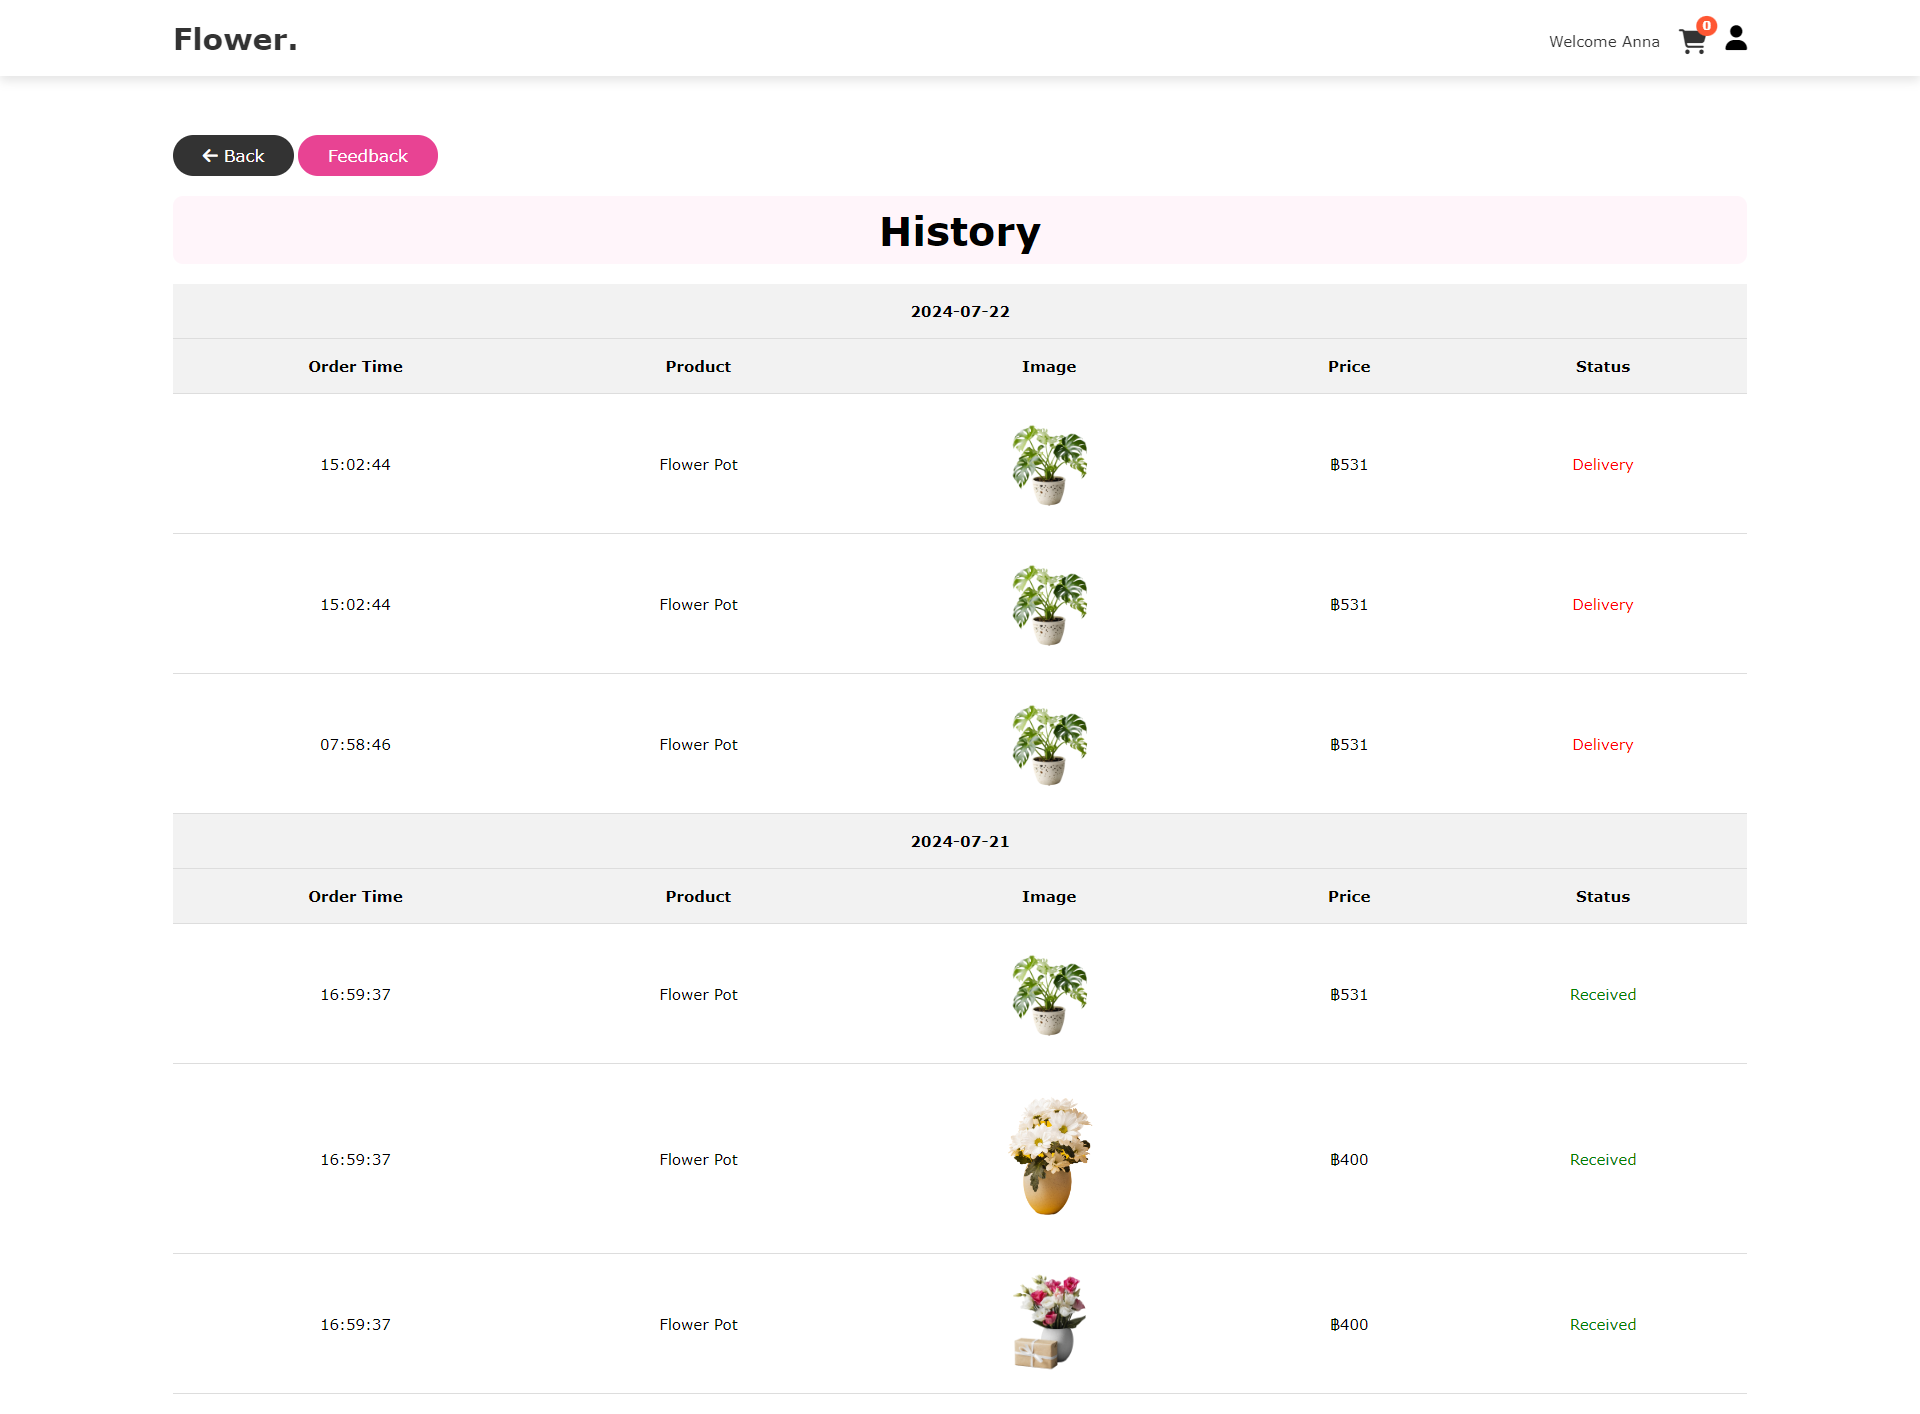 Flower.
Welcome Anna
0
Back
Feedback
History
2024-07-22
Order Time Product Image Price Status
15:02:44 Flower Pot ฿531 Delivery
15:02:44 Flower Pot ฿531 Delivery
07:58:46 Flower Pot ฿531 Delivery
2024-07-21
Order Time Product Image Price Status
16:59:37 Flower Pot ฿531 Received
16:59:37 Flower Pot ฿400 Received
16:59:37 Flower Pot ฿400 Received